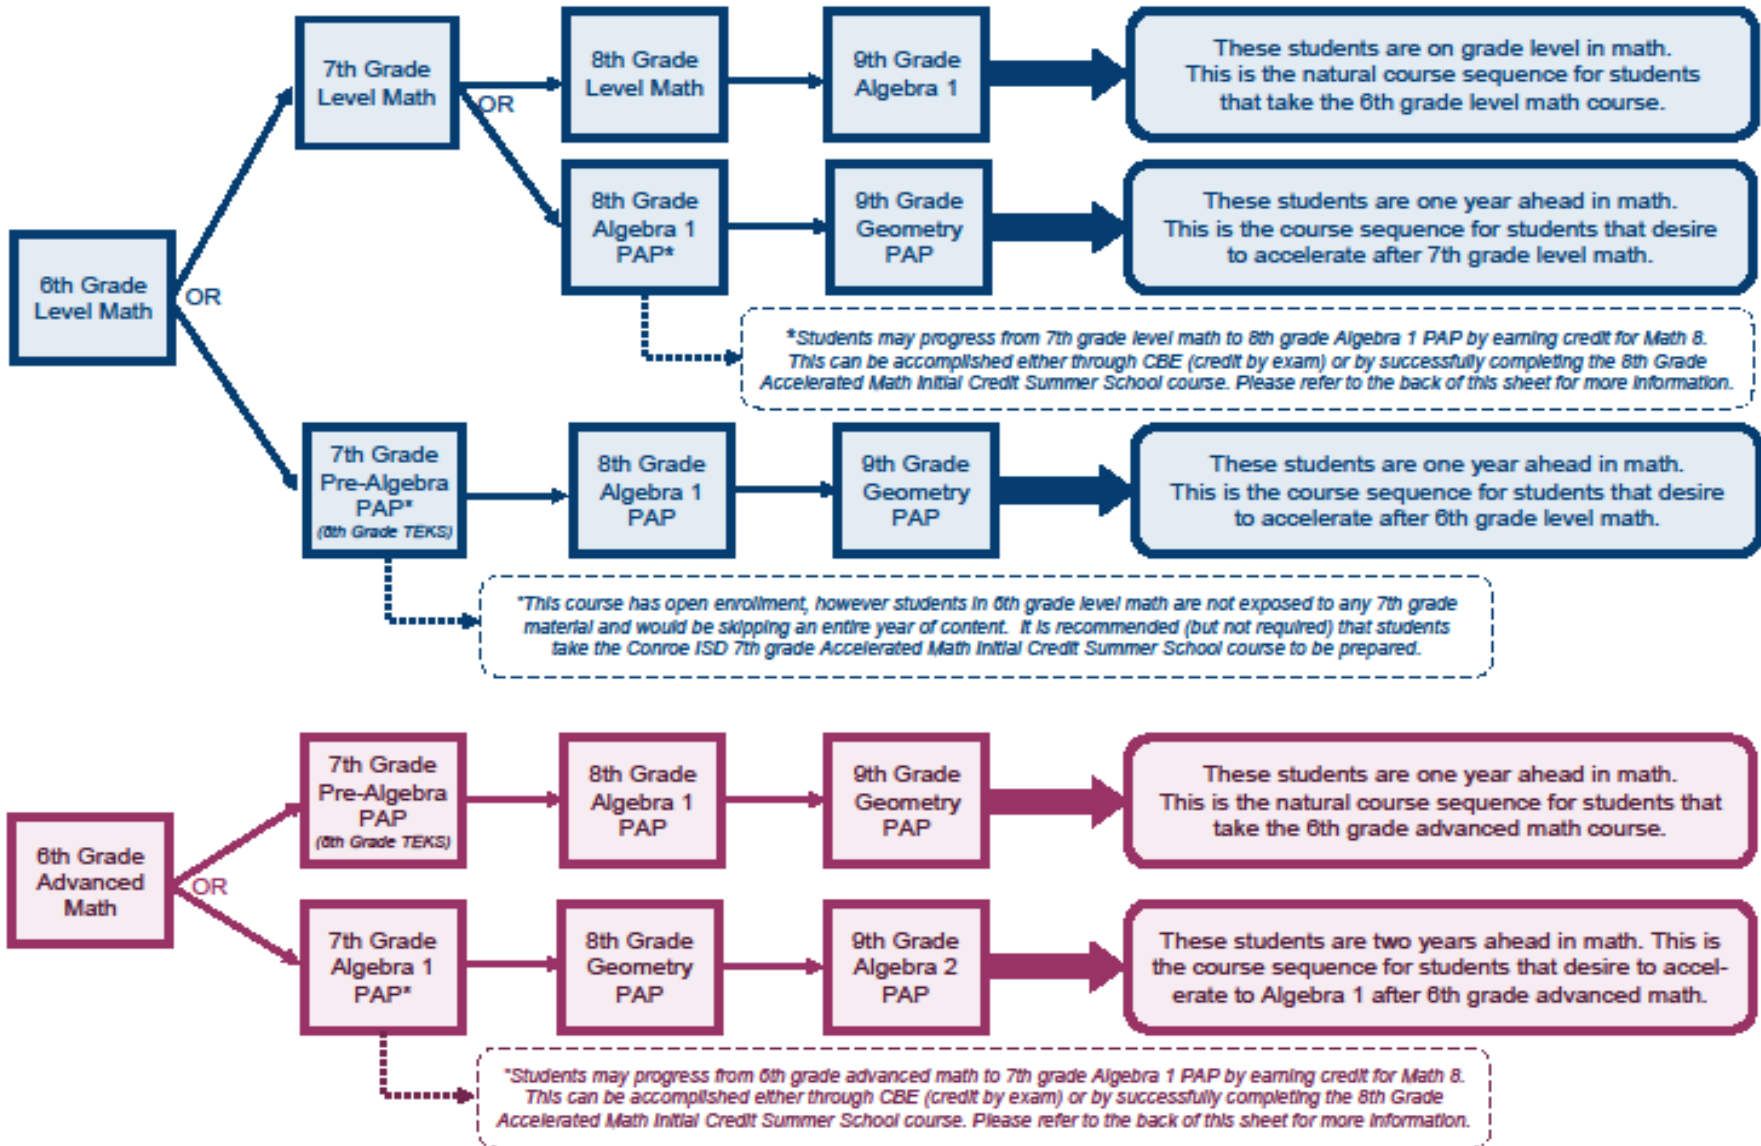 7th Grade
Level Math
OR
8th Grade
Level Math
9th Grade
Algebra 1
These students are on grade level in math.
This is the natural course sequence for students
that take the 6th grade level math course.
8th Grade
Algebra 1
PAP*
9th Grade
Geometry
PAP
These students are one year ahead in math.
This is the course sequence for students that desire
to accelerate after 7th grade level math.
6th Grade
Level Math
OR
*Students may progress from 7th grade level math to 8th grade Algebra 1 PAP by earning credit for Math 8.
This can be accomplished either through CBE (credit by exam) or by successfully completing the 8th Grade
Accelerated Math Initial Credit Summer School course. Please refer to the back of this sheet for more information.
7th Grade
Pre-Algebra
PAP*
(8th Grade TEKS)
8th Grade
Algebra 1
PAP
9th Grade
Geometry
PAP
These students are one year ahead in math.
This is the course sequence for students that desire
to accelerate after 6th grade level math.
*This course has open enrollment, however students in 6th grade level math are not exposed to any 7th grade
material and would be skipping an entire year of content. It is recommended (but not required) that students
take the Conroe ISD 7th grade Accelerated Math Initial Credit Summer School course to be prepared.
6th Grade
Advanced
Math
OR
7th Grade
Pre-Algebra
PAP
(8th Grade TEKS)
8th Grade
Algebra 1
PAP
9th Grade
Geometry
PAP
These students are one year ahead in math.
This is the natural course sequence for students that
take the 6th grade advanced math course.
7th Grade
Algebra 1
PAP*
8th Grade
Geometry
PAP
9th Grade
Algebra 2
PAP
These students are two years ahead in math. This is
the course sequence for students that desire to accel-
erate to Algebra 1 after 6th grade advanced math.
*Students may progress from 6th grade advanced math to 7th grade Algebra 1 PAP by earning credit for Math 8.
This can be accomplished either through CBE (credit by exam) or by successfully completing the 8th Grade
Accelerated Math Initial Credit Summer School course. Please refer to the back of this sheet for more information.